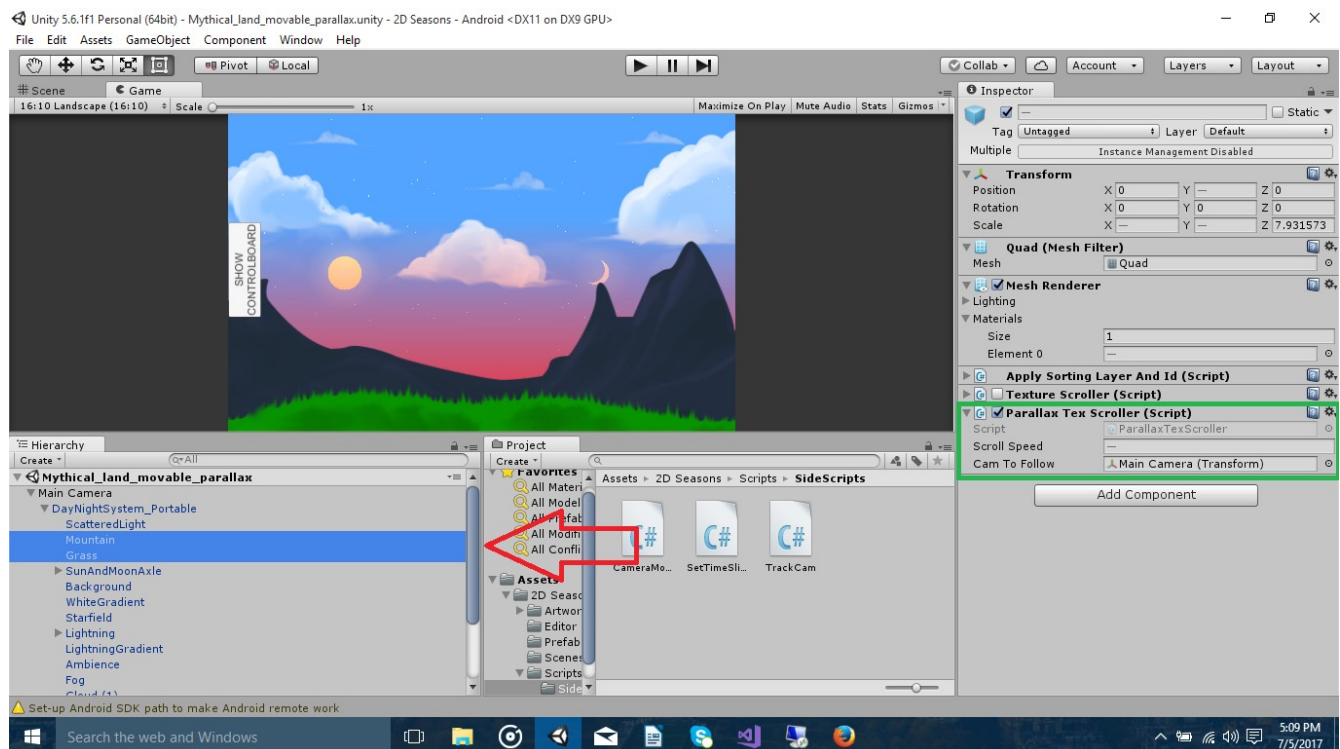 Unity 5.6.1f1 Personal (64bit) - Mythical_land_movable_parallax.unity - 2D Seasons - Android <DX11 on DX9 GPU>
File Edit Assets GameObject Component Window Help
Pivot Local Collab Account Layers Layout
Scene Game
16:10 Landscape (16:10) Scale 1x Maximize On Play Mute Audio Stats Gizmos
SHOW
CONTROLBOARD
Hierarchy
Create All
Mythical_land_movable_parallax
Main Camera
DayNightSystem_Portable
ScatteredLight
Mountain
Grass
SunAndMoonAxle
Background
WhiteGradient
Starfield
Lightning
LightningGradient
Ambience
Fog
Cloud (1)
Project
Create
Favorites
All Materi
All Model
All Prefat
All Modifi
All Confli
Assets
2D Seaso
Artwor
Editor
Prefab
Scenes
Scripts
Side
Assets 2D Seasons Scripts SideScripts
C# C# C#
CameraMo... SetTimeSli... TrackCam
Inspector
— Static
Tag Untagged Layer Default
Multiple Instance Management Disabled
Transform
Position X 0 Y — Z 0
Rotation X 0 Y 0 Z 0
Scale X — Y — Z 7.931573
Quad (Mesh Filter)
Mesh Quad
Mesh Renderer
Lighting
Materials
Size 1
Element 0 —
Apply Sorting Layer And Id (Script)
Texture Scroller (Script)
Parallax Tex Scroller (Script)
Script ParallaxTexScroller
Scroll Speed —
Cam To Follow Main Camera (Transform)
Add Component
Set-up Android SDK path to make Android remote work
Search the web and Windows
5:09 PM
7/5/2017